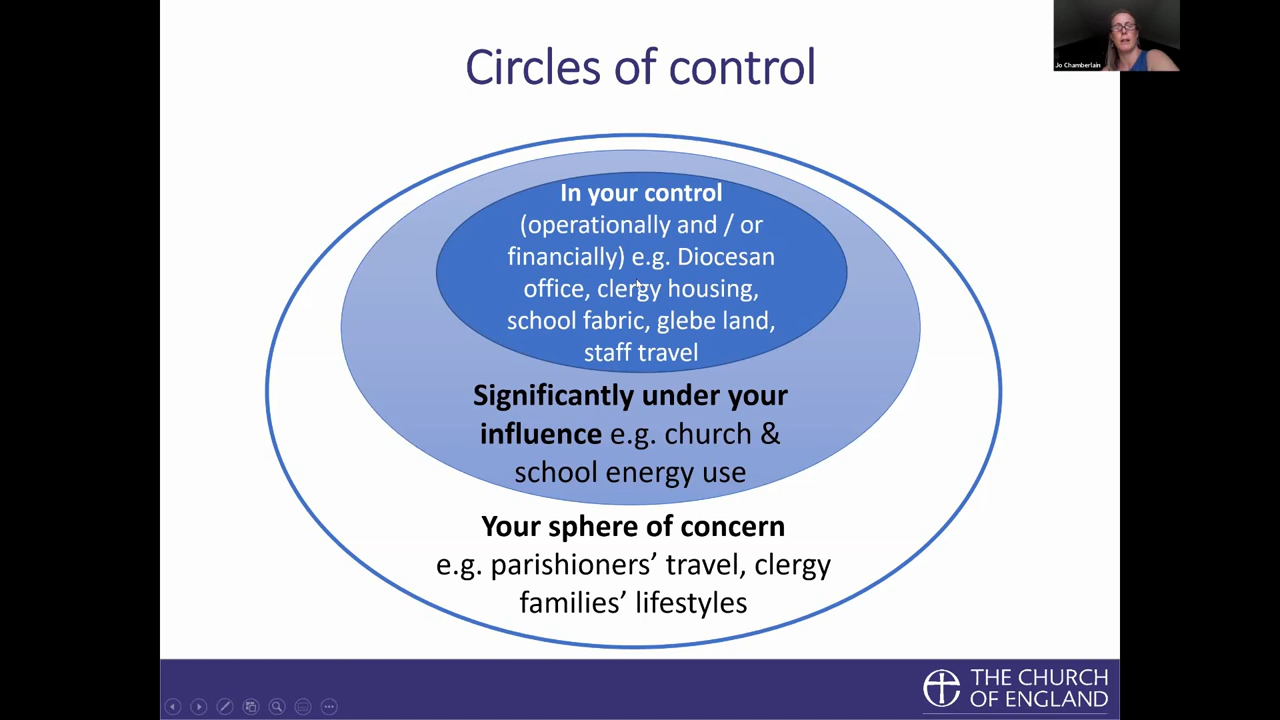 Circles of control
Jo Chamberlain
In your control
(operationally and / or
financially) e.g. Diocesan
office, clergy housing,
school fabric, glebe land,
staff travel
Significantly under your
influence e.g. church &
school energy use
Your sphere of concern
e.g. parishioners’ travel, clergy
families’ lifestyles
THE CHURCH
OF ENGLAND